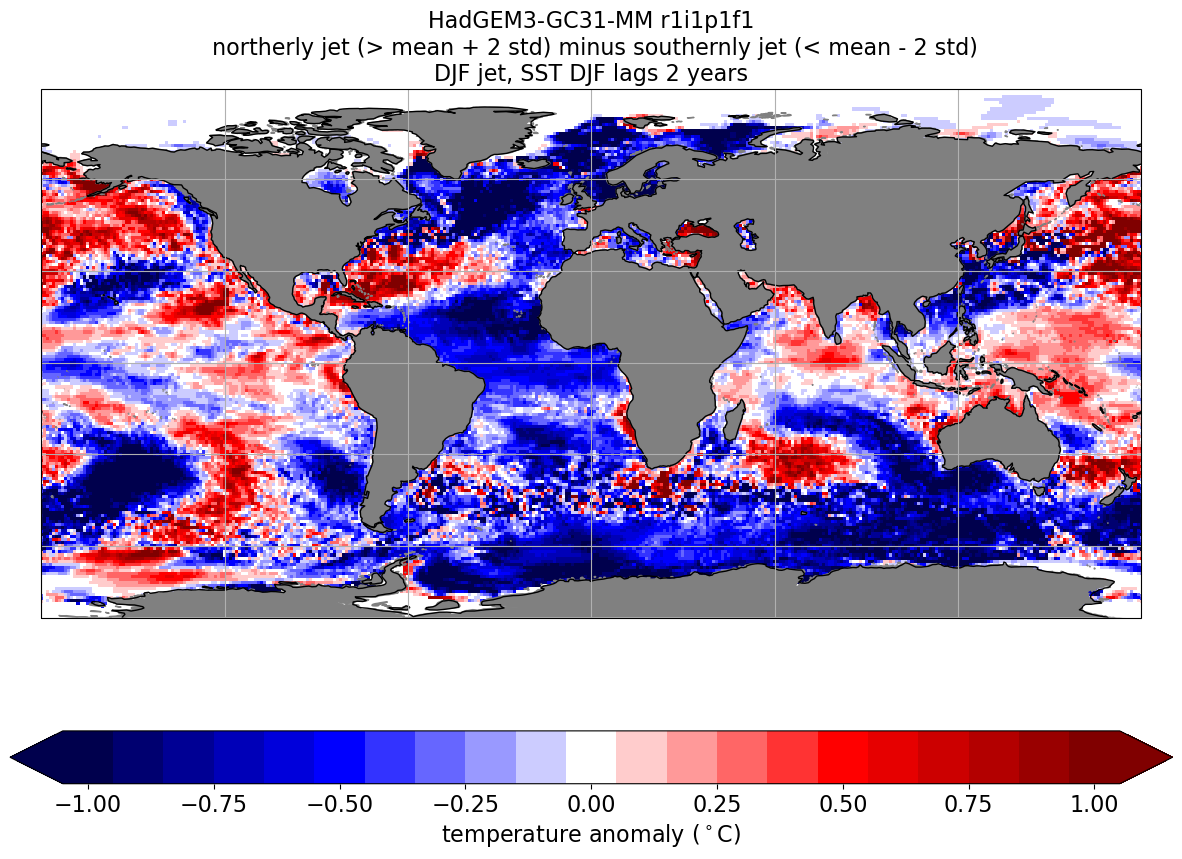 HadGEM3-GC31-MM r1i1p1f1
northerly jet (> mean + 2 std) minus southernly jet (< mean - 2 std)
DJF jet, SST DJF lags 2 years
−1.00 −0.75 −0.50 −0.25 0.00 0.25 0.50 0.75 1.00
temperature anomaly (°C)